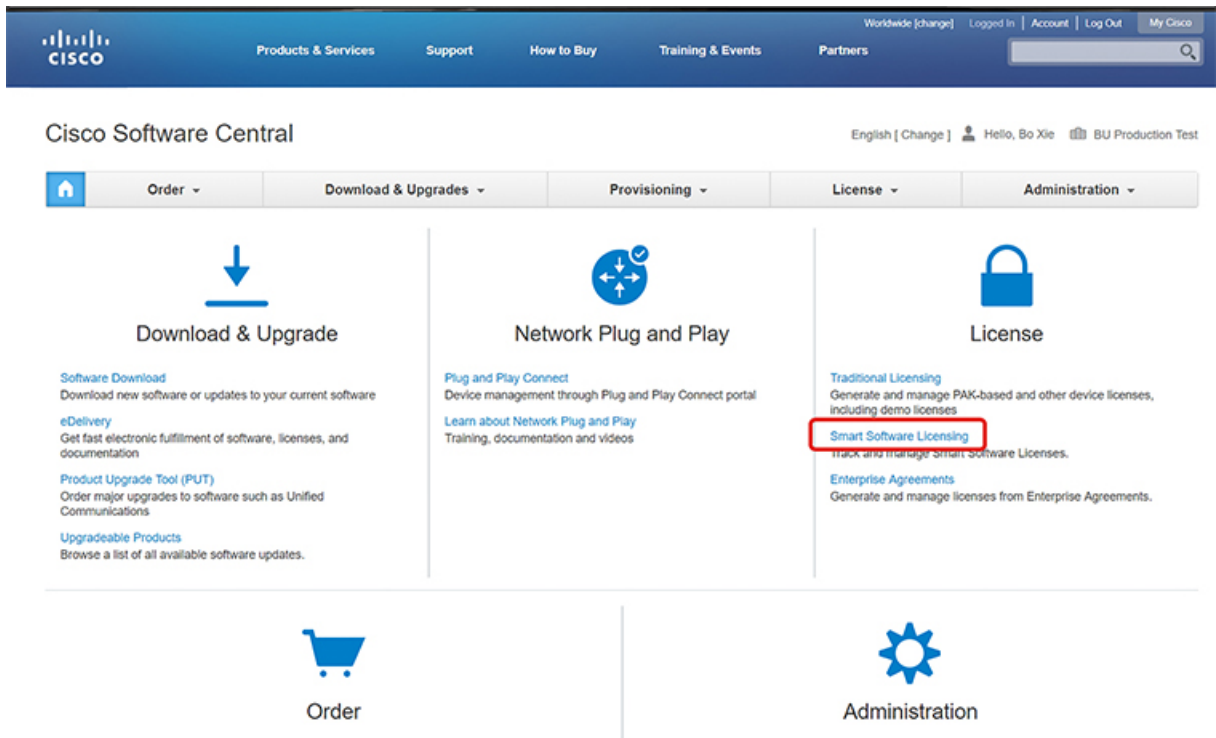 Worldwide [change] Logged In | Account | Log Out My Cisco
CISCO
Products & Services Support How to Buy Training & Events Partners
Cisco Software Central
English [ Change ] Hello, Bo Xie BU Production Test
Order Download & Upgrades Provisioning License Administration
Download & Upgrade
Software Download
Download new software or updates to your current software
eDelivery
Get fast electronic fulfillment of software, licenses, and
documentation
Product Upgrade Tool (PUT)
Order major upgrades to software such as Unified
Communications
Upgradeable Products
Browse a list of all available software updates.
Network Plug and Play
Plug and Play Connect
Device management through Plug and Play Connect portal
Learn about Network Plug and Play
Training, documentation and videos
License
Traditional Licensing
Generate and manage PAK-based and other device licenses,
including demo licenses
Smart Software Licensing
Track and manage Smart Software Licenses.
Enterprise Agreements
Generate and manage licenses from Enterprise Agreements.
Order
Administration